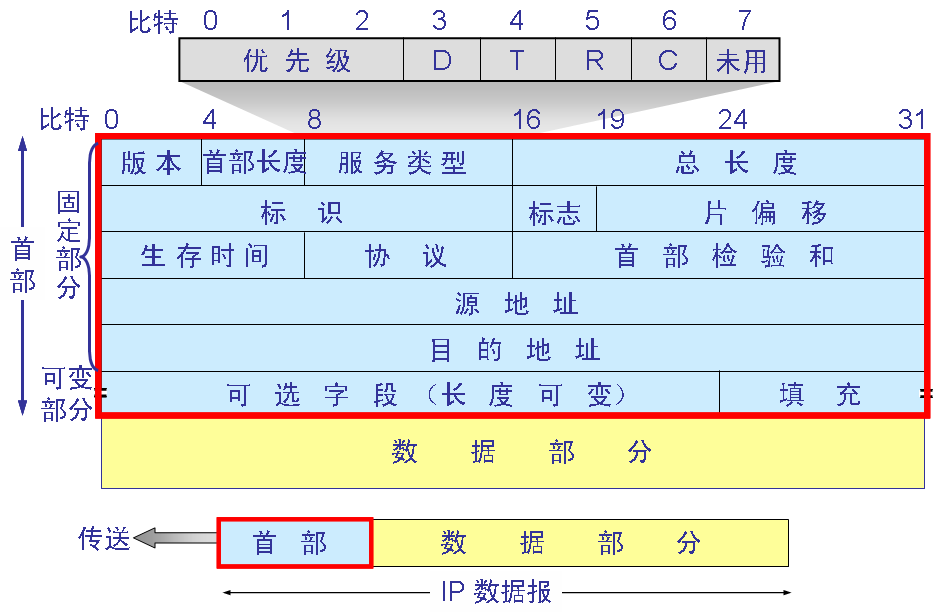 比特 0 1 2 3 4 5 6 7
优先级 D T R C 未用
比特 0 4 8 16 19 24 31
版本 首部长度 服务类型 总长度
标识 标志 片偏移
生存时间 协议 首部检验和
源地址
目的地址
可选字段（长度可变） 填充
数据部分
首部
固定部分
可变
部分
传送 首部 数据部分
IP 数据报